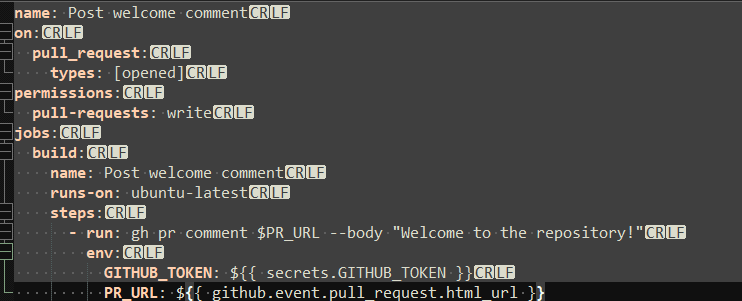 name: Post welcome commentCRLF
on:CRLF
  pull_request:CRLF
    types: [opened]CRLF
permissions:CRLF
  pull-requests: writeCRLF
jobs:CRLF
  build:CRLF
    name: Post welcome commentCRLF
    runs-on: ubuntu-latestCRLF
    steps:CRLF
      - run: gh pr comment $PR_URL --body "Welcome to the repository!"CRLF
        env:CRLF
          GITHUB_TOKEN: ${{ secrets.GITHUB_TOKEN }}CRLF
          PR_URL: ${{ github.event.pull_request.html_url }}